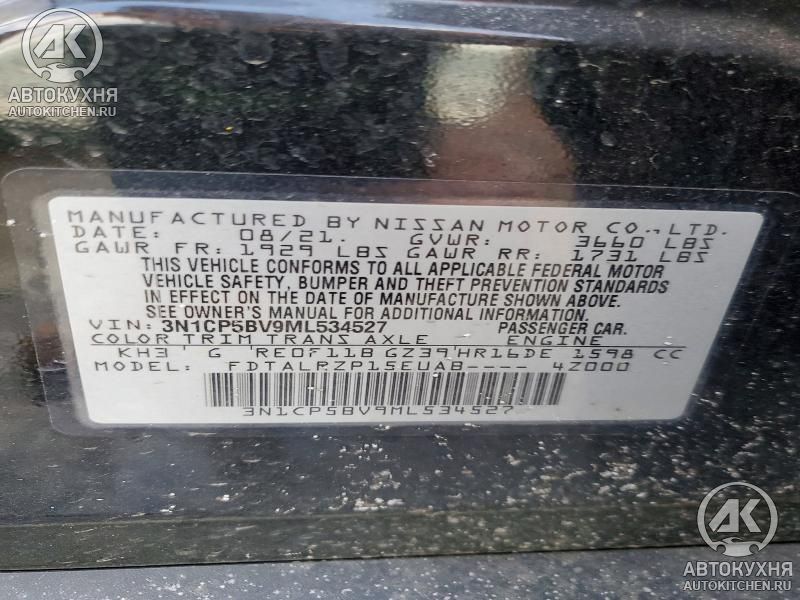 AK
АВТОКУХНЯ
AUTOKITCHEN.RU
MANUFACTURED BY NISSAN MOTOR CO., LTD.
DATE: 08/21. GVWR: 3660 LBS
GAWR FR: 1929 LBS GAWR RR: 1731 LBS
THIS VEHICLE CONFORMS TO ALL APPLICABLE FEDERAL MOTOR
VEHICLE SAFETY, BUMPER AND THEFT PREVENTION STANDARDS
IN EFFECT ON THE DATE OF MANUFACTURE SHOWN ABOVE.
SEE OWNER'S MANUAL FOR ADDITIONAL INFORMATION.
VIN: 3N1CP5BV9ML534527 PASSENGER CAR.
COLOR TRIM TRANS AXLE ENGINE
KH3 G RE0F11B GZ39 HR16DE 1598 CC
MODEL: FDTALRZP15EUAB---- 4Z000
3N1CP5BV9ML534527
AK
АВТОКУХНЯ
AUTOKITCHEN.RU